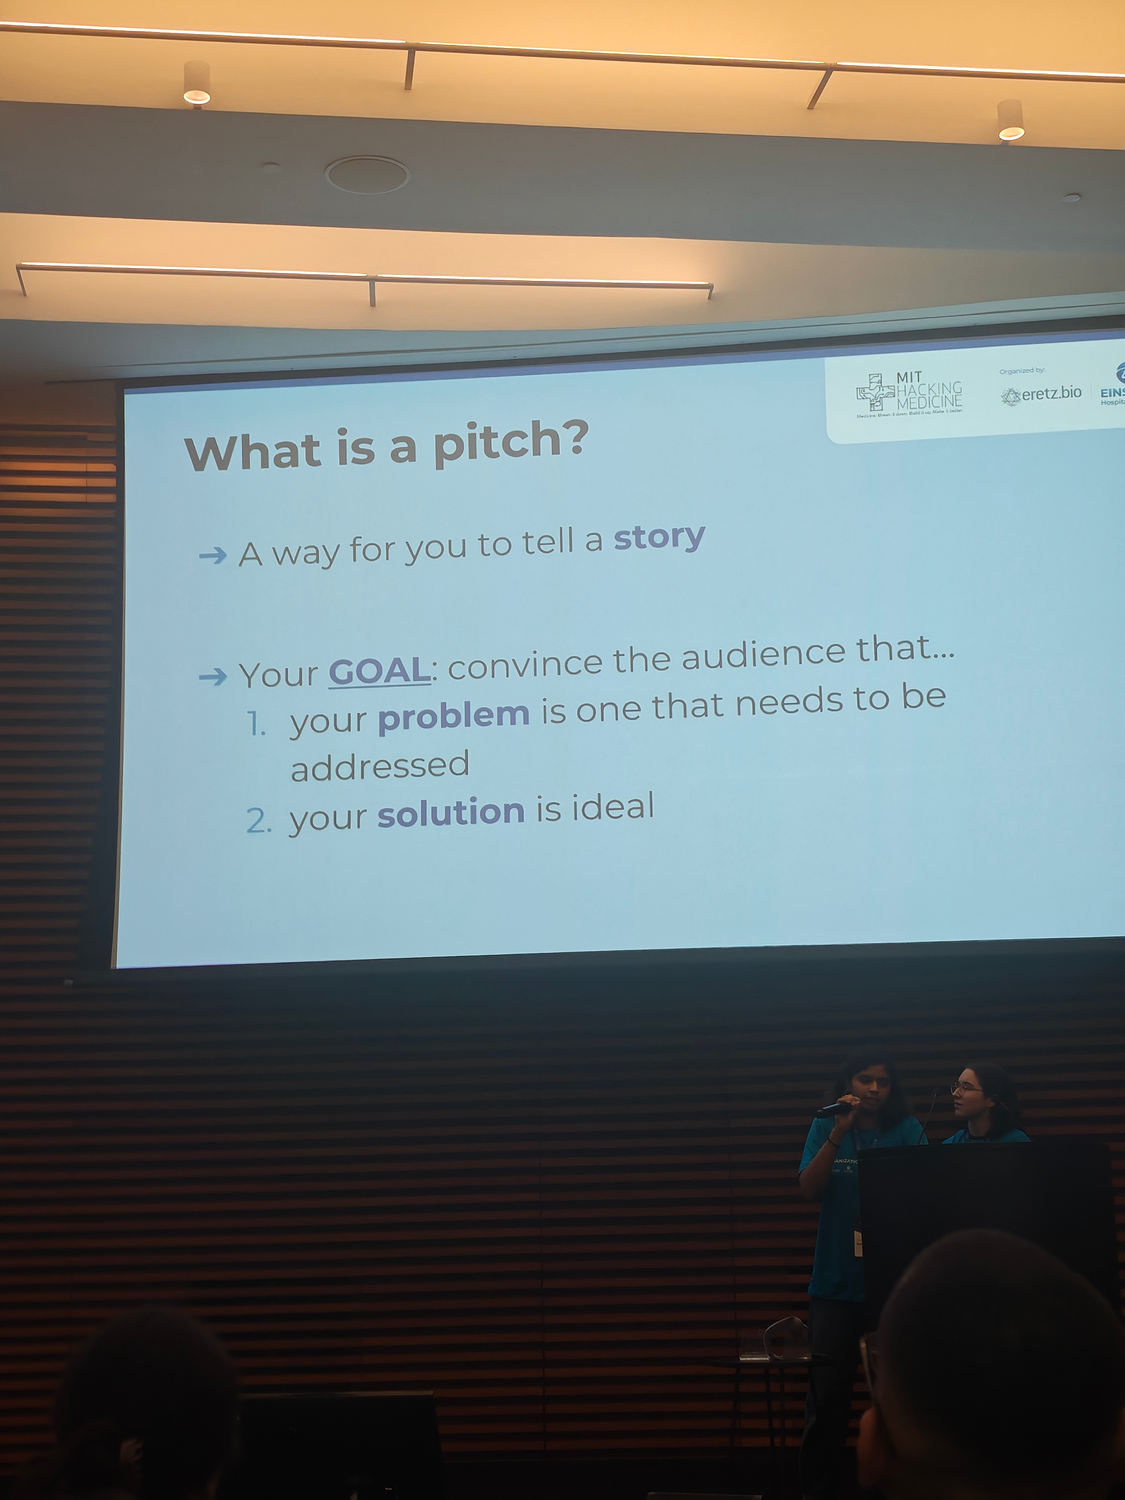 MIT
HACKING
MEDICINE
Organized by:
eretz.bio
What is a pitch?
➔ A way for you to tell a story
➔ Your GOAL: convince the audience that...
1. your problem is one that needs to be
addressed
2. your solution is ideal